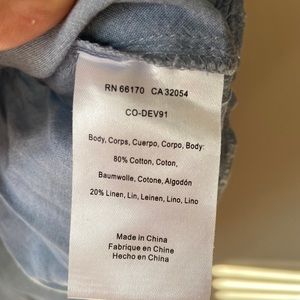 RN 66170 CA 32054
CO-DEV91
Body, Corps, Cuerpo, Corpo, Body:
80% Cotton, Coton,
Baumwolle, Cotone, Algodón
20% Linen, Lin, Leinen, Lino, Lino
Made in China
Fabrique en Chine
Hecho en China